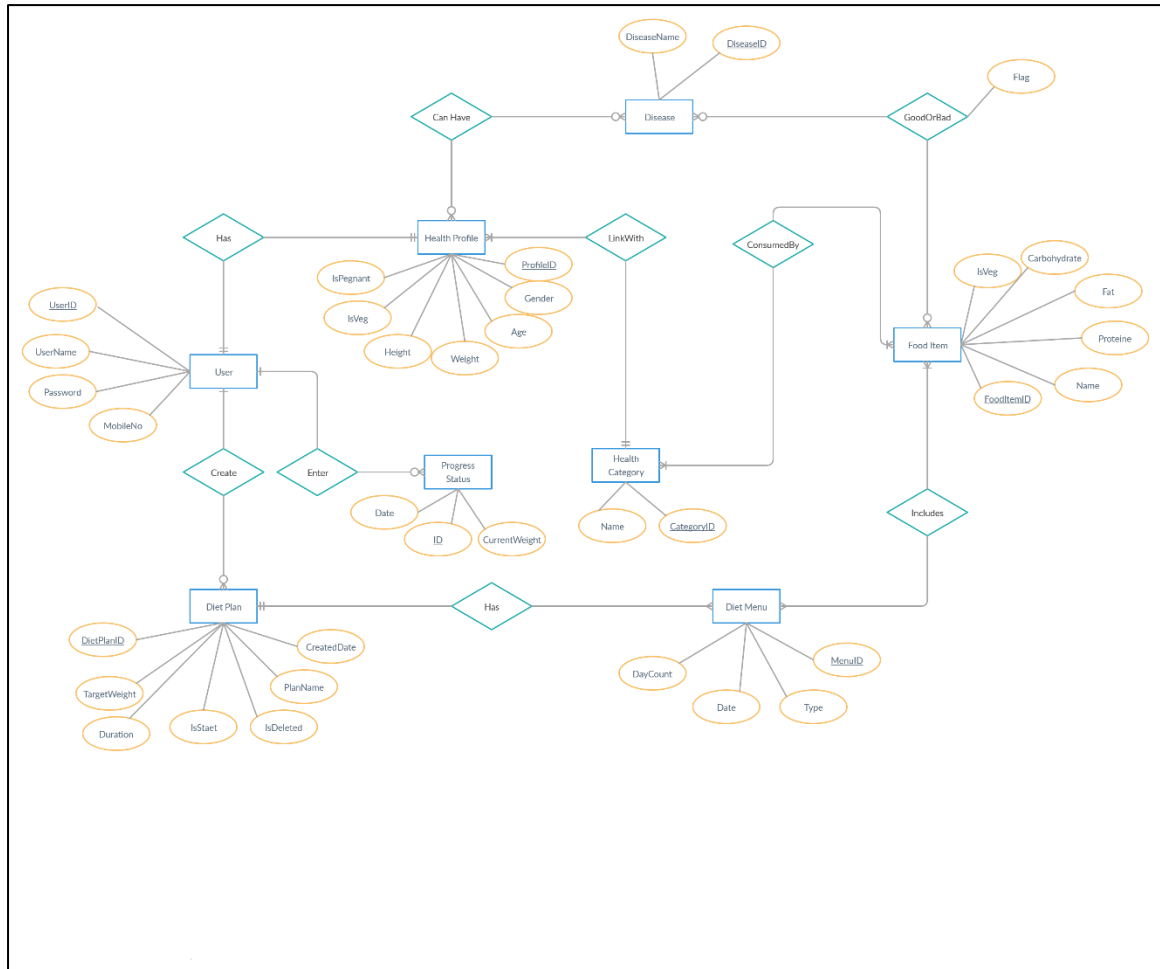 DiseaseName
DIseaseID
Flag
Can Have
Disease
GoodOrBad
Has
Health Profile
LinkWith
ConsumedBy
IsPegnant
ProfileID
IsVeg
Carbohydrate
Gender
Fat
UserID
IsVeg
Age
Height
Weight
Food Item
Proteine
UserName
User
Password
FoodItemID
Name
MobileNo
Create
Enter
Progress
Status
Health
Category
Date
ID
CurrentWeight
Name
CategoryID
Includes
Diet Plan
Has
Diet Menu
DietPlanID
CreatedDate
MenuID
DayCount
TargetWeight
PlanName
Date
Type
Duration
IsStaet
IsDeleted